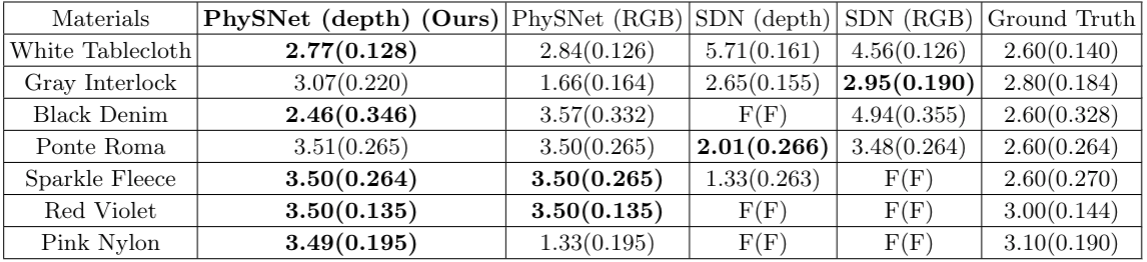 Materials PhySNet (depth) (Ours) PhySNet (RGB) SDN (depth) SDN (RGB) Ground Truth
White Tablecloth 2.77(0.128) 2.84(0.126) 5.71(0.161) 4.56(0.126) 2.60(0.140)
Gray Interlock 3.07(0.220) 1.66(0.164) 2.65(0.155) 2.95(0.190) 2.80(0.184)
Black Denim 2.46(0.346) 3.57(0.332) F(F) 4.94(0.355) 2.60(0.328)
Ponte Roma 3.51(0.265) 3.50(0.265) 2.01(0.266) 3.48(0.264) 2.60(0.264)
Sparkle Fleece 3.50(0.264) 3.50(0.265) 1.33(0.263) F(F) 2.60(0.270)
Red Violet 3.50(0.135) 3.50(0.135) F(F) F(F) 3.00(0.144)
Pink Nylon 3.49(0.195) 1.33(0.195) F(F) F(F) 3.10(0.190)